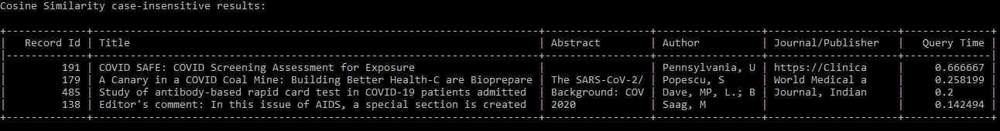 Cosine Similarity case-insensitive results:
Record Id | Title | Abstract | Author | Journal/Publisher | Query Time
191 | COVID SAFE: COVID Screening Assessment for Exposure | | Pennsylvania, U | https://Clinica | 0.666667
179 | A Canary in a COVID Coal Mine: Building Better Health-C are Bioprepare | The SARS-CoV-2/ | Popescu, S | World Medical a | 0.258199
485 | Study of antibody-based rapid card test in COVID-19 patients admitted | Background: COV | Dave, MP, L.; B | Journal, Indian | 0.2
138 | Editor's comment: In this issue of AIDS, a special section is created | 2020 | Saag, M | | 0.142494